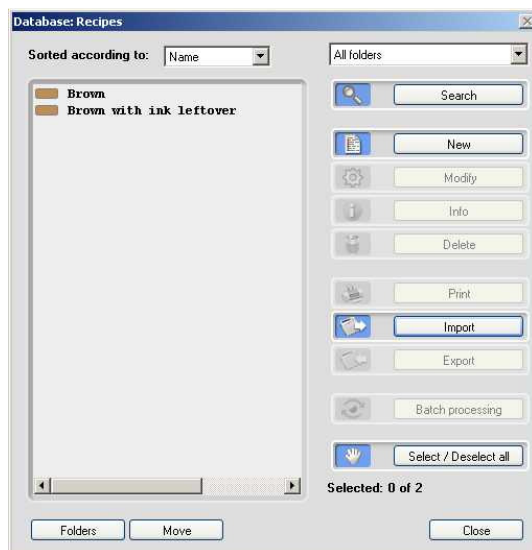 Database: Recipes
Sorted according to: Name
All folders
Brown
Brown with ink leftover
Search
New
Modify
Info
Delete
Print
Import
Export
Batch processing
Select / Deselect all
Selected: 0 of 2
Folders Move Close